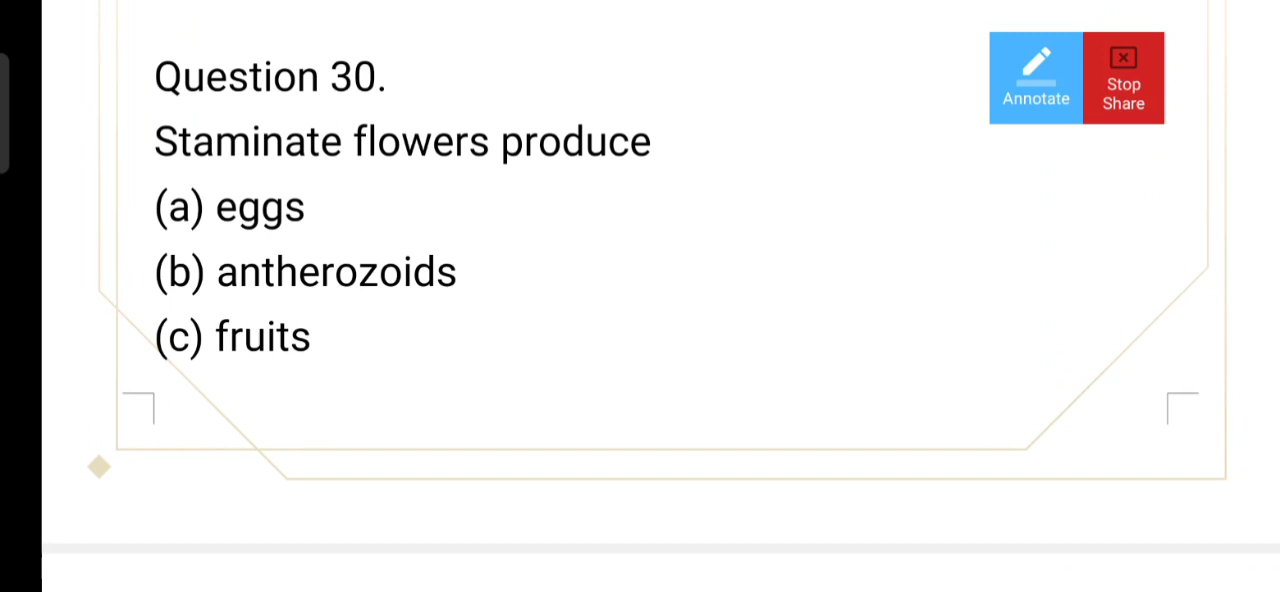 Question 30.
Staminate flowers produce
(a) eggs
(b) antherozoids
(c) fruits
Annotate
Stop
Share